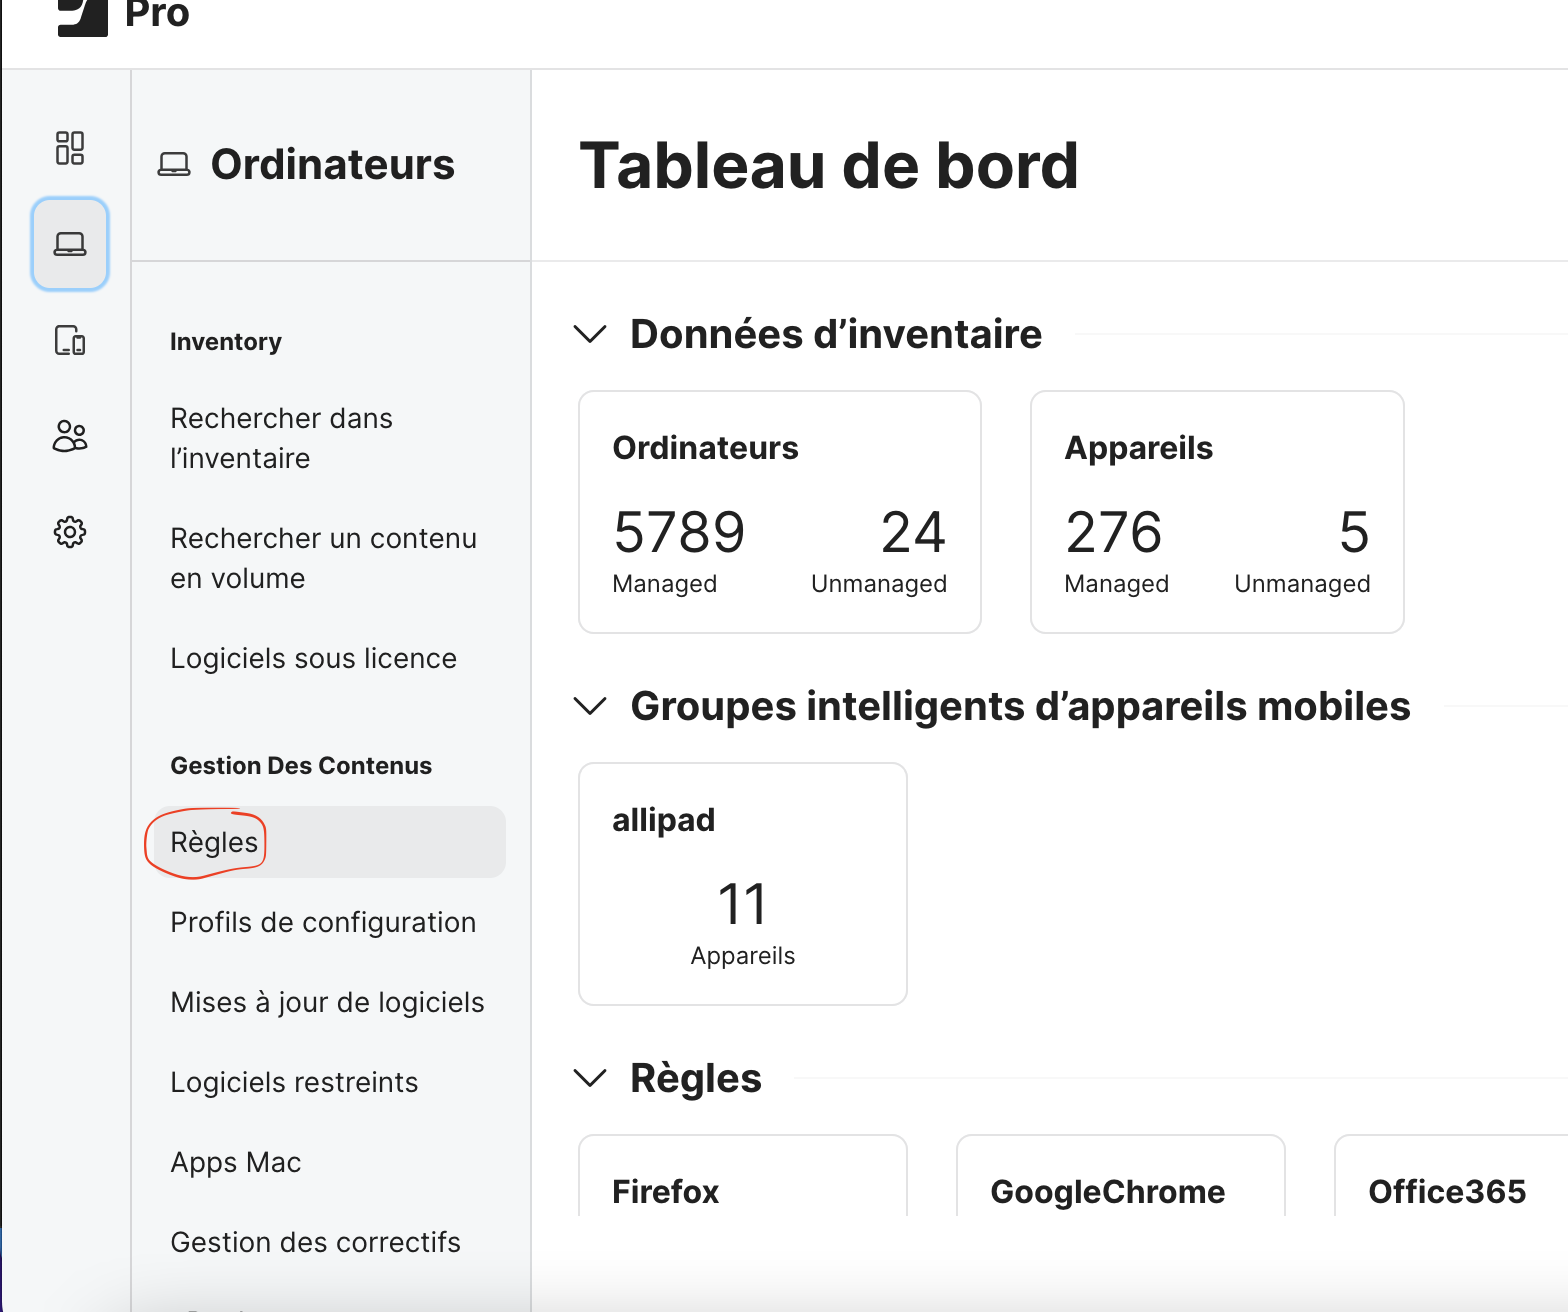 Pro
Ordinateurs
Inventory
Rechercher dans
l’inventaire
Rechercher un contenu
en volume
Logiciels sous licence
Gestion Des Contenus
Règles
Profils de configuration
Mises à jour de logiciels
Logiciels restreints
Apps Mac
Gestion des correctifs
Tableau de bord
Données d’inventaire
Ordinateurs
5789 24
Managed Unmanaged
Appareils
276 5
Managed Unmanaged
Groupes intelligents d’appareils mobiles
allipad
11
Appareils
Règles
Firefox
GoogleChrome
Office365